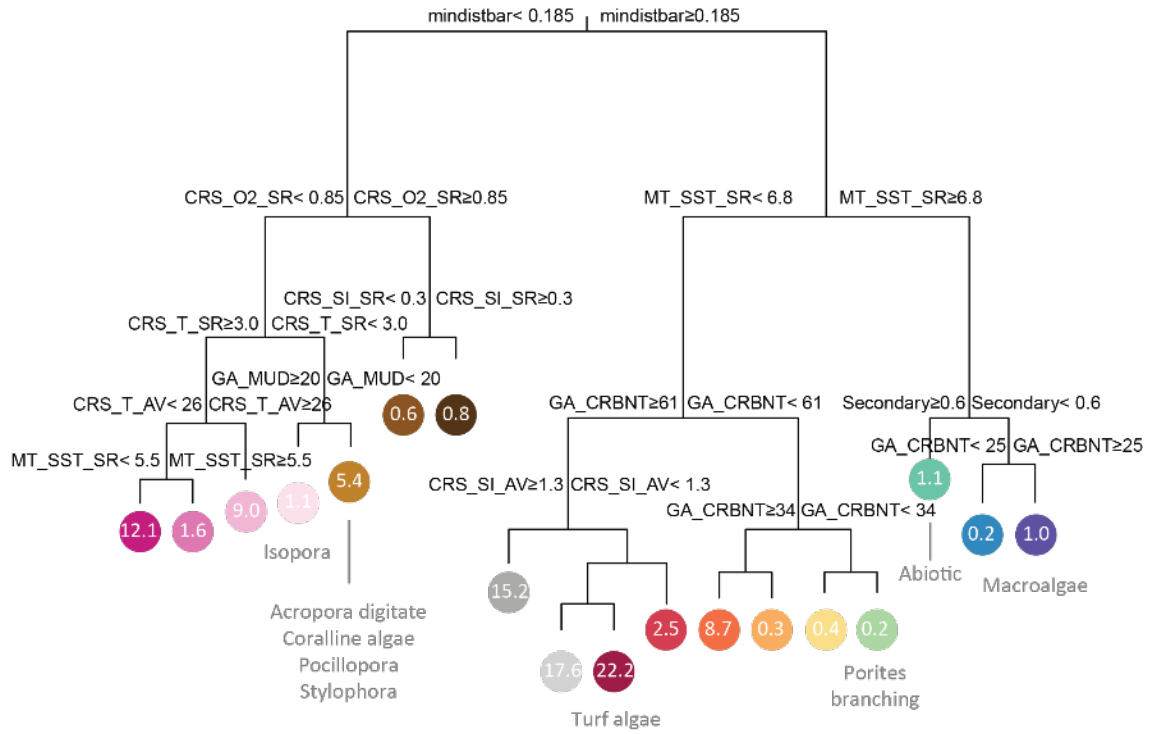 mindistbar< 0.185 mindistbar≥0.185
CRS_O2_SR< 0.85 CRS_O2_SR≥0.85
MT_SST_SR< 6.8 MT_SST_SR≥6.8
CRS_SI_SR< 0.3 CRS_SI_SR≥0.3
CRS_T_SR≥3.0 CRS_T_SR< 3.0
GA_MUD≥20 GA_MUD< 20
CRS_T_AV< 26 CRS_T_AV≥26
GA_CRBNT≥61 GA_CRBNT< 61
Secondary≥0.6 Secondary< 0.6
0.6 0.8
GA_CRBNT< 25 GA_CRBNT≥25
MT_SST_SR< 5.5 MT_SST_SR≥5.5
5.4
1.1
CRS_SI_AV≥1.3 CRS_SI_AV< 1.3
9.0
1.1
GA_CRBNT≥34 GA_CRBNT< 34
12.1 1.6
0.2 1.0
Isopora
Abiotic
Macroalgae
15.2
Acropora digitate
Coralline algae
Pocillopora
Stylophora
2.5 8.7 0.3 0.4 0.2
17.6 22.2
Porites
branching
Turf algae